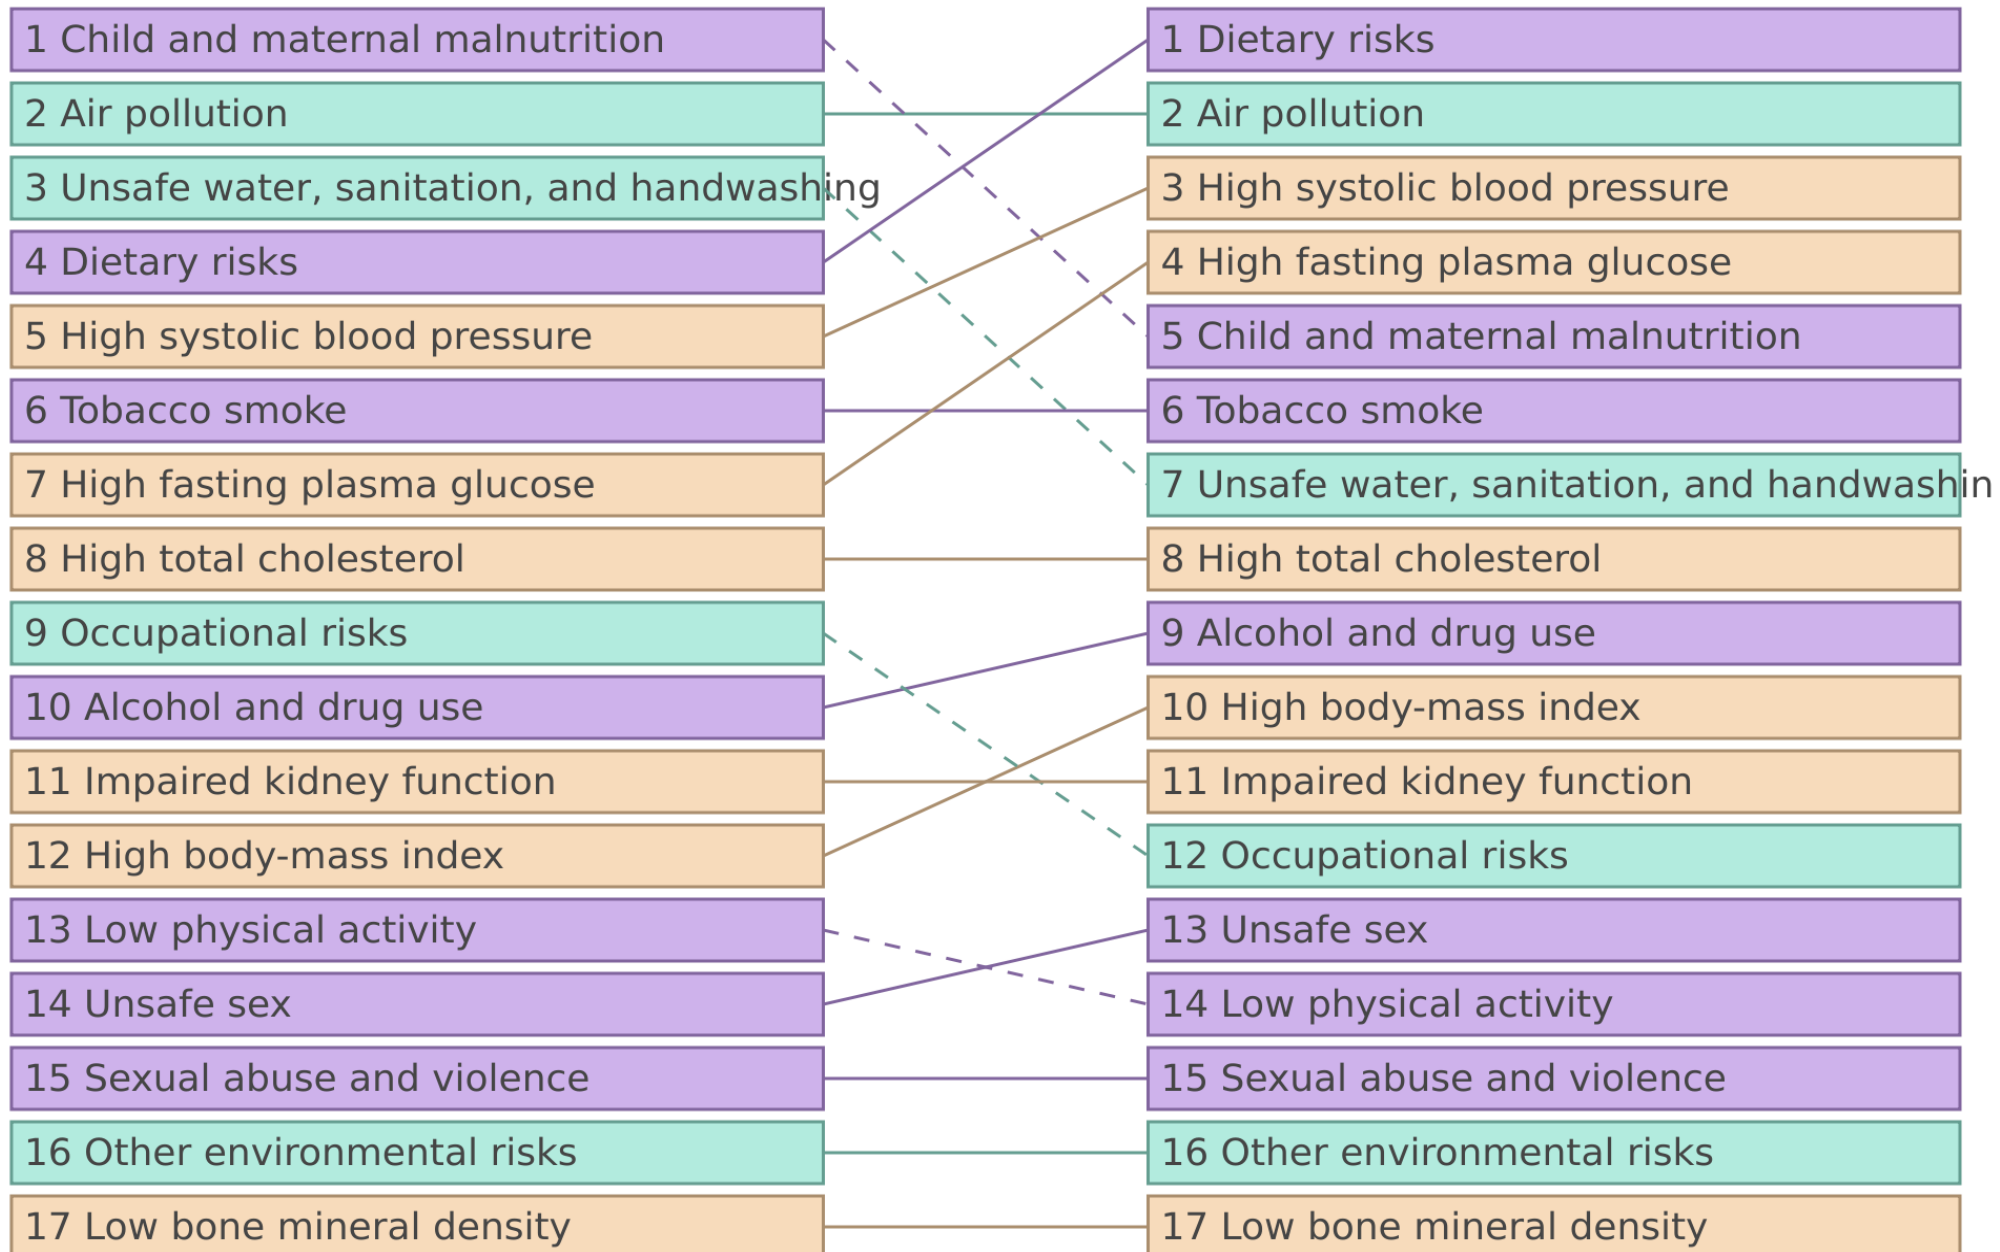 1 Child and maternal malnutrition
2 Air pollution
3 Unsafe water, sanitation, and handwashing
4 Dietary risks
5 High systolic blood pressure
6 Tobacco smoke
7 High fasting plasma glucose
8 High total cholesterol
9 Occupational risks
10 Alcohol and drug use
11 Impaired kidney function
12 High body-mass index
13 Low physical activity
14 Unsafe sex
15 Sexual abuse and violence
16 Other environmental risks
17 Low bone mineral density
1 Dietary risks
2 Air pollution
3 High systolic blood pressure
4 High fasting plasma glucose
5 Child and maternal malnutrition
6 Tobacco smoke
7 Unsafe water, sanitation, and handwashin
8 High total cholesterol
9 Alcohol and drug use
10 High body-mass index
11 Impaired kidney function
12 Occupational risks
13 Unsafe sex
14 Low physical activity
15 Sexual abuse and violence
16 Other environmental risks
17 Low bone mineral density